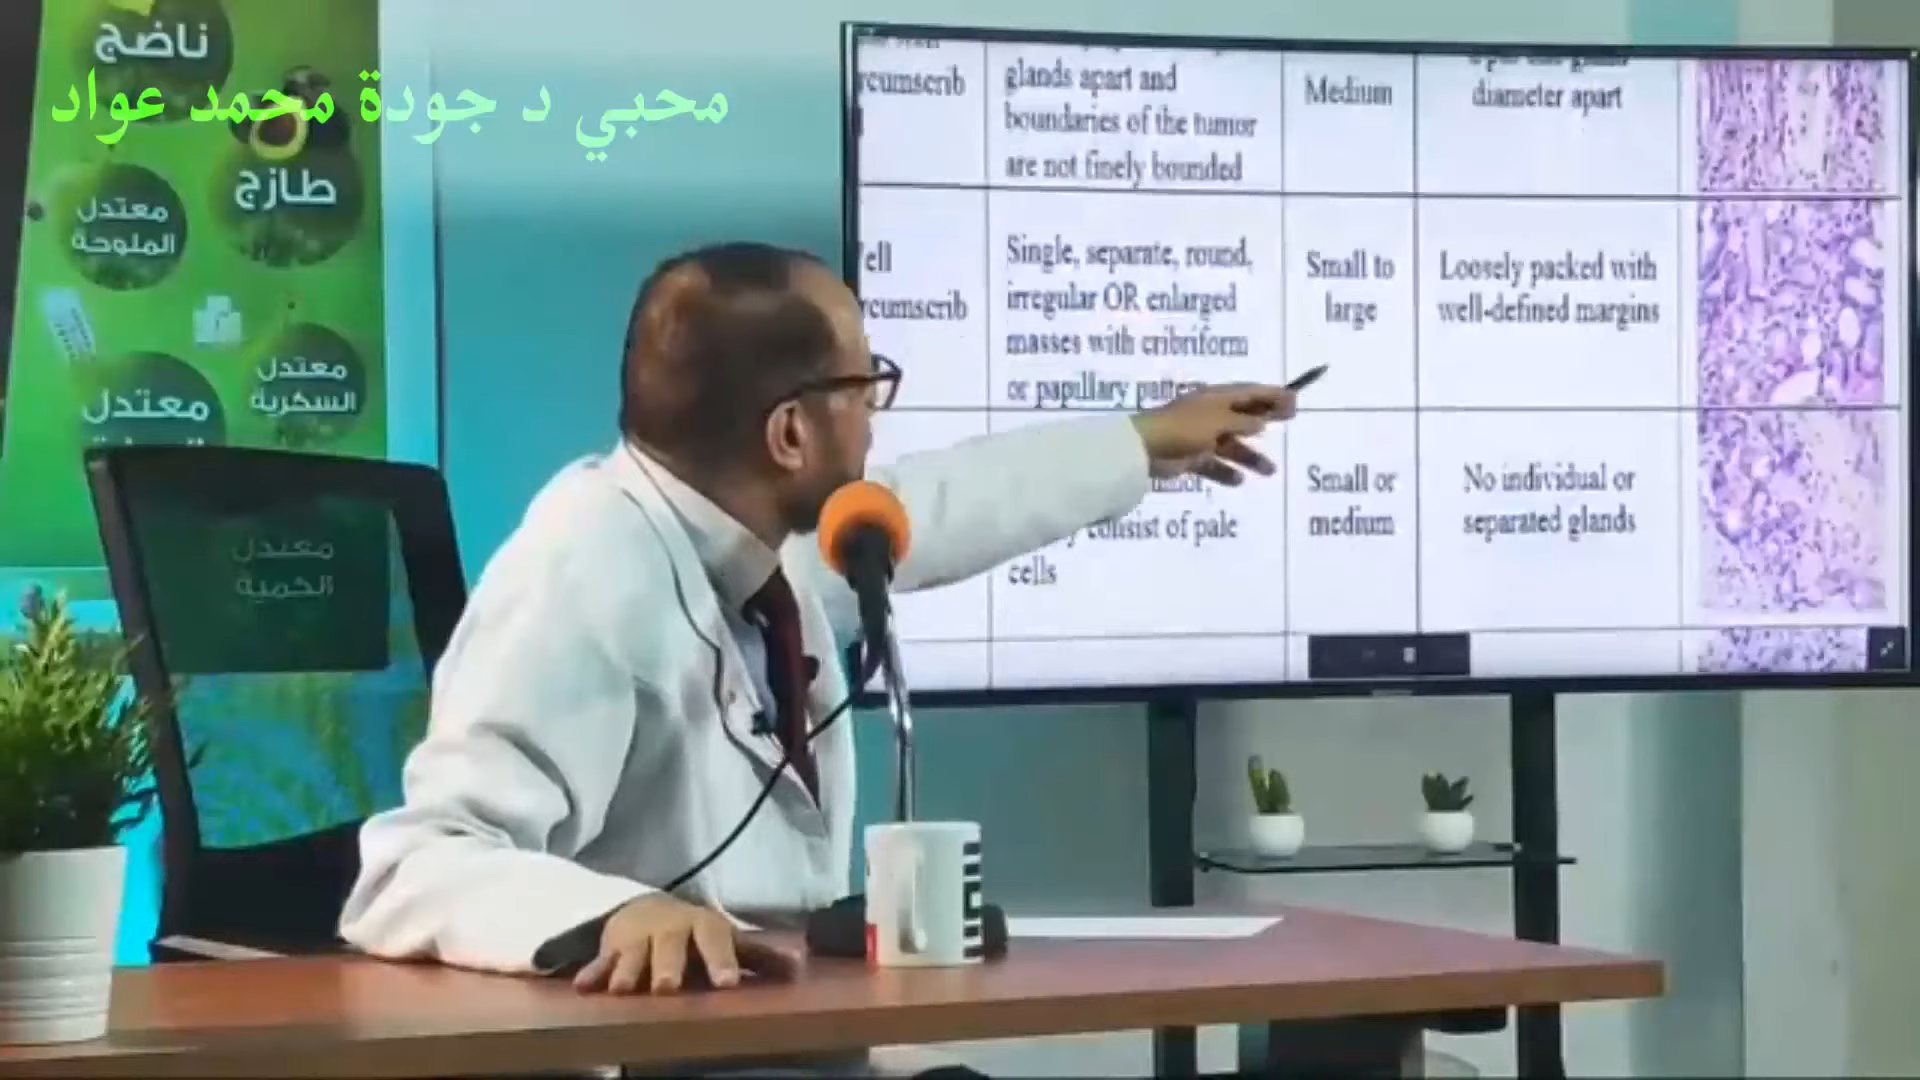 ناضج
محبي د جودة محمد عواد
طازج
معتدل
الملوحة
معتدل
السكرية
معتدل
معتدل
الحمية
rcumscrib
glands apart and
boundaries of the tumor
are not finely bounded
Medium
diameter apart
ell
rcumscrib
Single, separate, round,
irregular OR enlarged
masses with cribriform
or papillary
Small to
large
Loosely packed with
well-defined margins
consist of pale
cells
Small or
medium
No individual or
separated glands